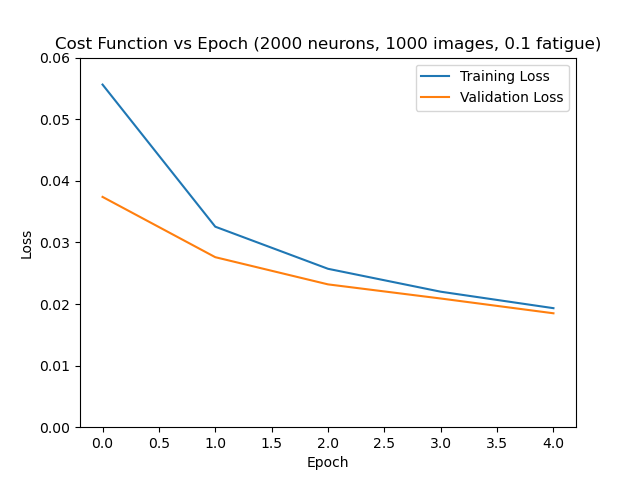 Cost Function vs Epoch (2000 neurons, 1000 images, 0.1 fatigue)
Training Loss
Validation Loss
0.06
0.05
0.04
0.03
0.02
0.01
0.00
Loss
0.0 0.5 1.0 1.5 2.0 2.5 3.0 3.5 4.0
Epoch